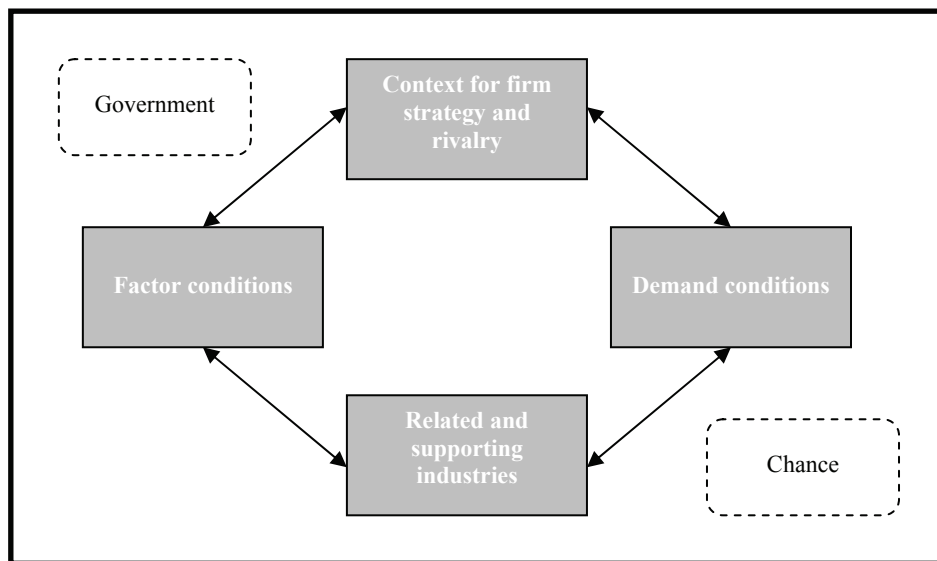 Government
Context for firm
strategy and
rivalry
Factor conditions
Demand conditions
Related and
supporting
industries
Chance